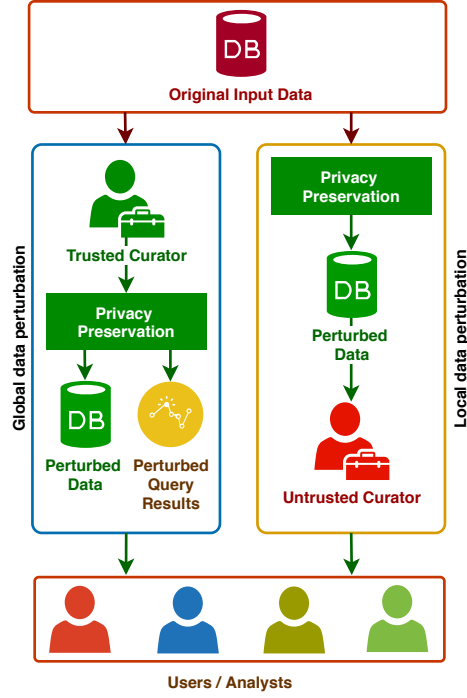 DB
Original Input Data
Global data perturbation
Trusted Curator
Privacy
Preservation
DB
Perturbed
Data
Perturbed
Query
Results
Privacy
Preservation
DB
Perturbed
Data
Untrusted Curator
Local data perturbation
Users / Analysts